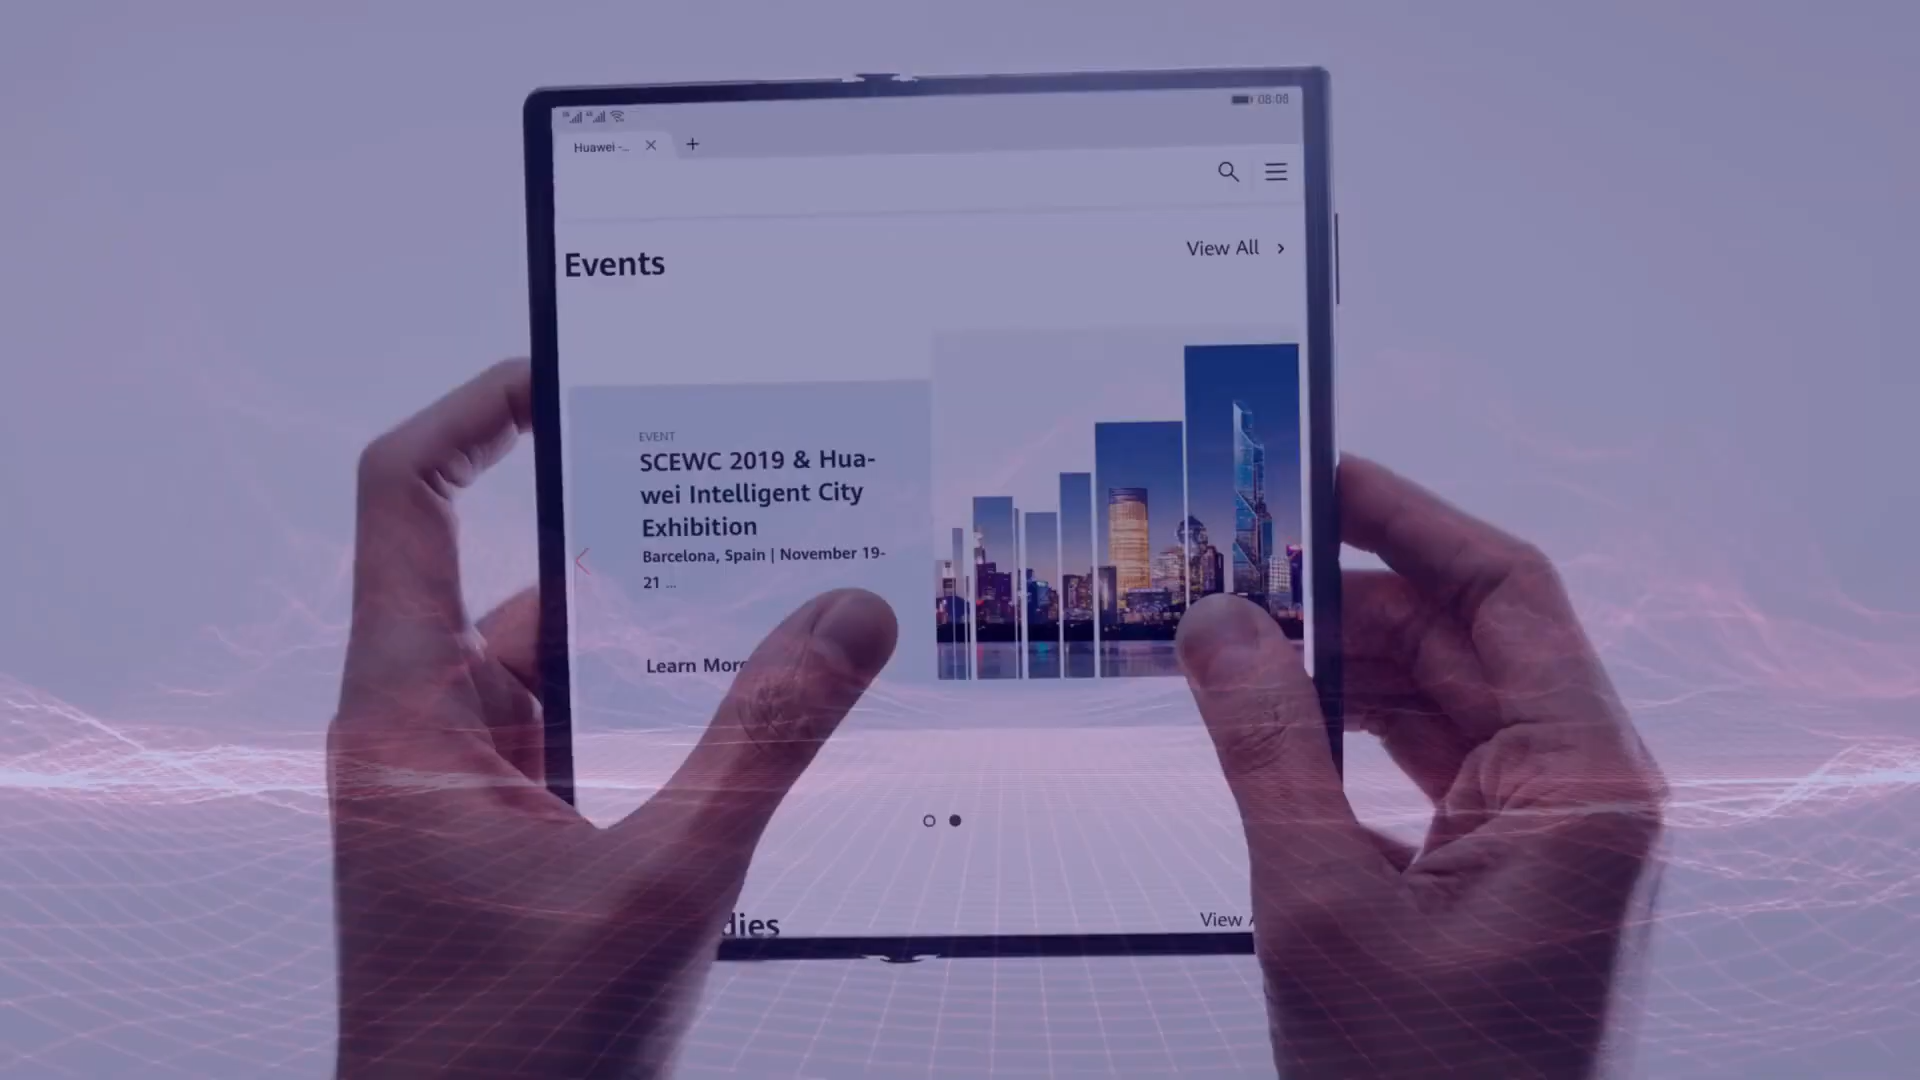 08:08
Huawei -...
Events
View All
EVENT
SCEWC 2019 & Hua-
wei Intelligent City
Exhibition
Barcelona, Spain | November 19-
21 ...
Learn More
dies
View A